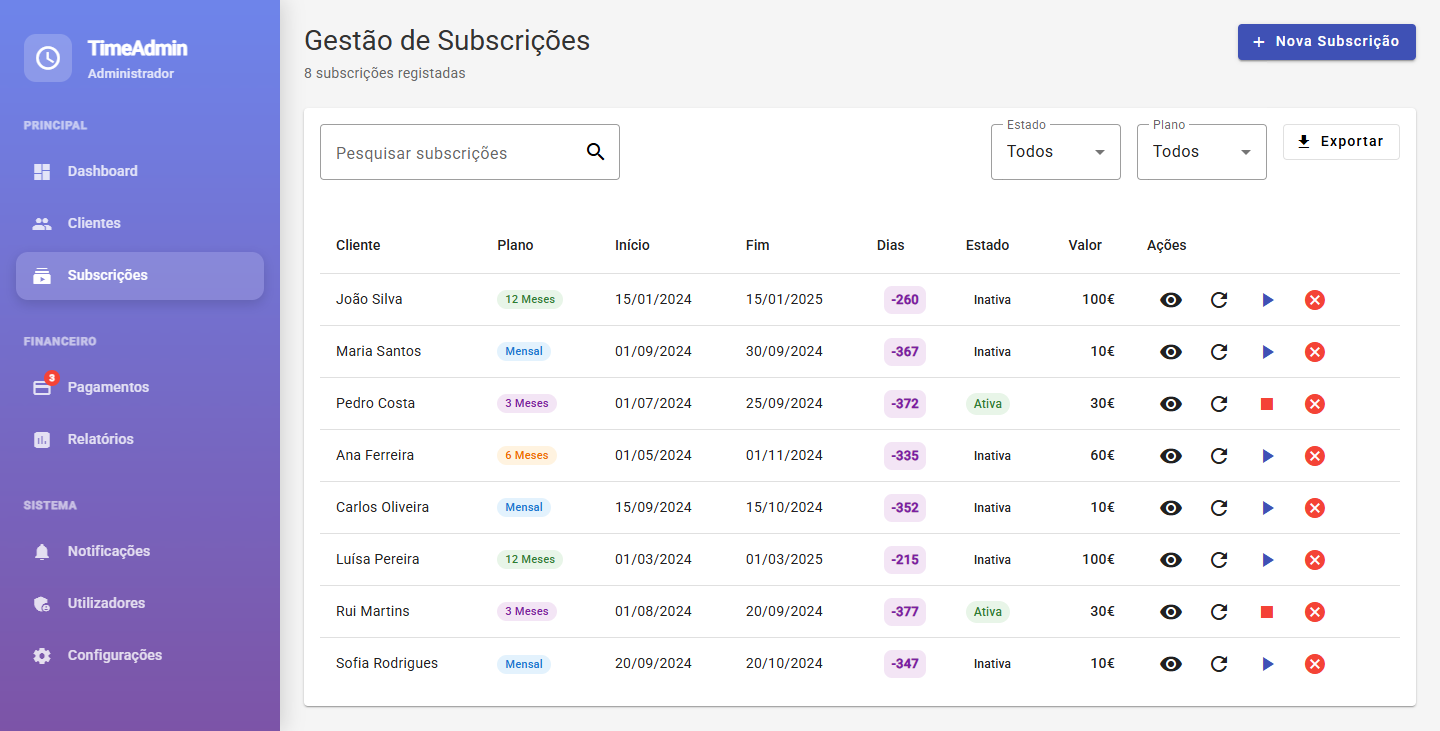 TimeAdmin
Administrador
PRINCIPAL
Dashboard
Clientes
Subscrições
FINANCEIRO
3
Pagamentos
Relatórios
SISTEMA
Notificações
Utilizadores
Configurações
Gestão de Subscrições
8 subscrições registadas
+ Nova Subscrição
Pesquisar subscrições
Estado
Todos
Plano
Todos
Exportar
Cliente Plano Início Fim Dias Estado Valor Ações
João Silva 12 Meses 15/01/2024 15/01/2025 -260 Inativa 100€
Maria Santos Mensal 01/09/2024 30/09/2024 -367 Inativa 10€
Pedro Costa 3 Meses 01/07/2024 25/09/2024 -372 Ativa 30€
Ana Ferreira 6 Meses 01/05/2024 01/11/2024 -335 Inativa 60€
Carlos Oliveira Mensal 15/09/2024 15/10/2024 -352 Inativa 10€
Luísa Pereira 12 Meses 01/03/2024 01/03/2025 -215 Inativa 100€
Rui Martins 3 Meses 01/08/2024 20/09/2024 -377 Ativa 30€
Sofia Rodrigues Mensal 20/09/2024 20/10/2024 -347 Inativa 10€